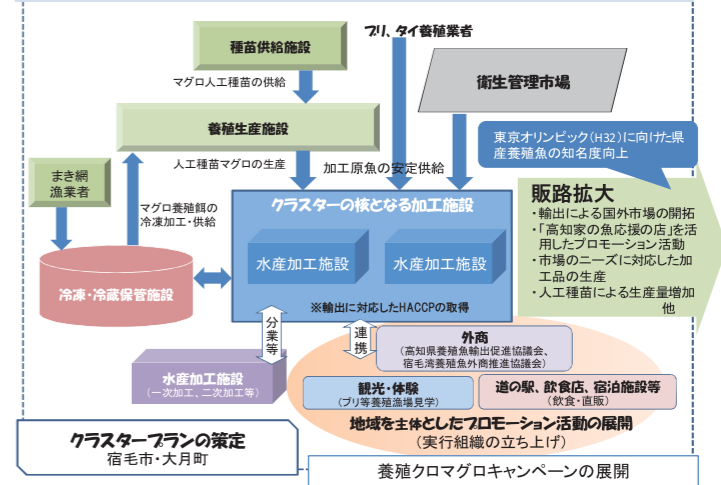 種苗供給施設
ブリ、タイ養殖業者
マグロ人工種苗の供給
衛生管理市場
養殖生産施設
東京オリンピック(H32)に向けた県
産養殖魚の知名度向上
人工種苗マグロの生産
加工原魚の安定供給
まき網
漁業者
マグロ養殖餌の
冷凍加工・供給
クラスターの核となる加工施設
水産加工施設
水産加工施設
※輸出に対応したHACCPの取得
冷凍・冷蔵保管施設
販路拡大
・輸出による国外市場の開拓
・「高知家の魚応援の店」を活
用したプロモーション活動
・市場のニーズに対応した加
工品の生産
・人工種苗による生産量増加
他
分業等
連携
外商
(高知県養殖魚輸出促進協議会、
宿毛湾養殖魚外商推進協議会)
水産加工施設
(一次加工、二次加工等)
観光・体験
(ブリ等養殖漁場見学)
道の駅、飲食店、宿泊施設等
(飲食・直販)
地域を主体としたプロモーション活動の展開
(実行組織の立ち上げ)
クラスタープランの策定
宿毛市・大月町
養殖クロマグロキャンペーンの展開